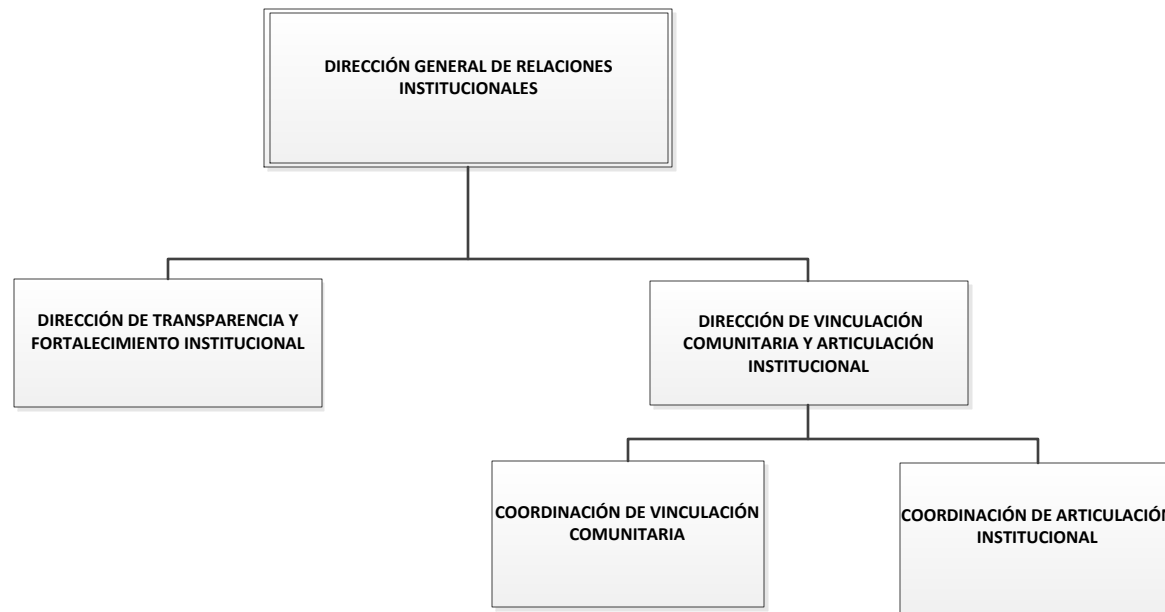 DIRECCIÓN GENERAL DE RELACIONES
INSTITUCIONALES
DIRECCIÓN DE TRANSPARENCIA Y
FORTALECIMIENTO INSTITUCIONAL
DIRECCIÓN DE VINCULACIÓN
COMUNITARIA Y ARTICULACIÓN
INSTITUCIONAL
COORDINACIÓN DE VINCULACIÓN
COMUNITARIA
COORDINACIÓN DE ARTICULACIÓN
INSTITUCIONAL